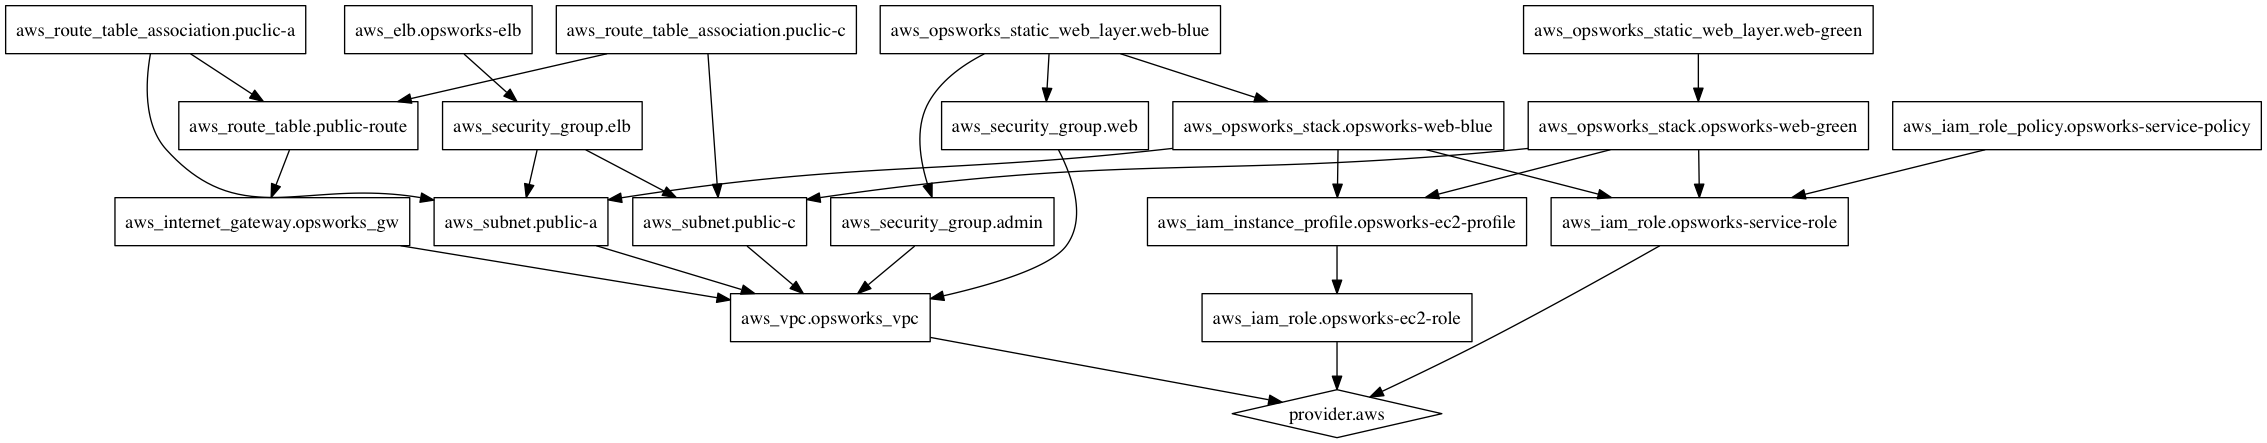 aws_route_table_association.puclic-a
aws_elb.opsworks-elb
aws_route_table_association.puclic-c
aws_opsworks_static_web_layer.web-blue
aws_opsworks_static_web_layer.web-green
aws_route_table.public-route
aws_security_group.elb
aws_security_group.web
aws_opsworks_stack.opsworks-web-blue
aws_opsworks_stack.opsworks-web-green
aws_iam_role_policy.opsworks-service-policy
aws_internet_gateway.opsworks_gw
aws_subnet.public-a
aws_subnet.public-c
aws_security_group.admin
aws_iam_instance_profile.opsworks-ec2-profile
aws_iam_role.opsworks-service-role
aws_vpc.opsworks_vpc
aws_iam_role.opsworks-ec2-role
provider.aws